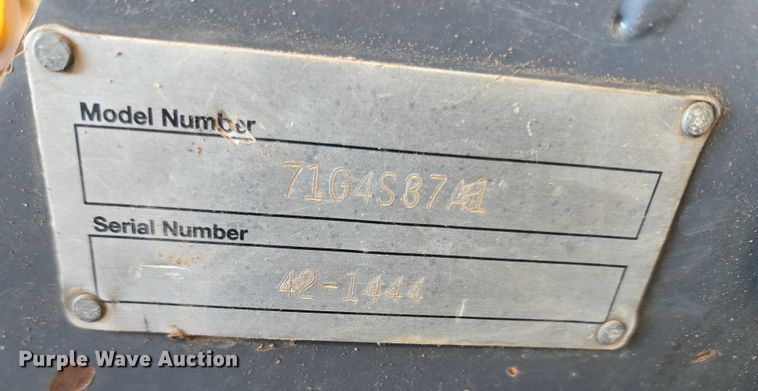 Model Number
71G4S87A1
Serial Number
42-1444
Purple Wave Auction